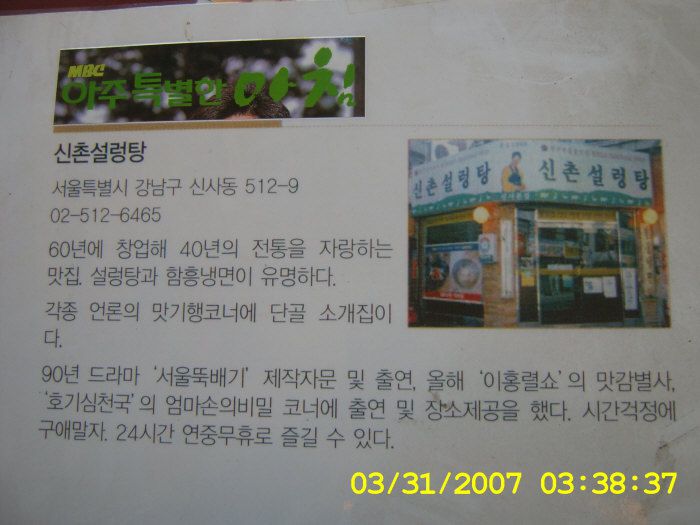 MBC
아주 특별한 아침
신촌설렁탕
서울특별시 강남구 신사동 512-9
02-512-6465
60년에 창업해 40년의 전통을 자랑하는
맛집. 설렁탕과 함흥냉면이 유명하다.
각종 언론의 맛기행코너에 단골 소개집이
다.
90년 드라마 '서울뚝배기' 제작자문 및 출연, 올해 '이홍렬쇼'의 맛감별사,
'호기심천국'의 엄마손의비밀 코너에 출연 및 장소제공을 했다. 시간걱정에
구애말자. 24시간 연중무휴로 즐길 수 있다.
신촌설렁탕 신촌설렁탕
03/31/2007 03:38:37